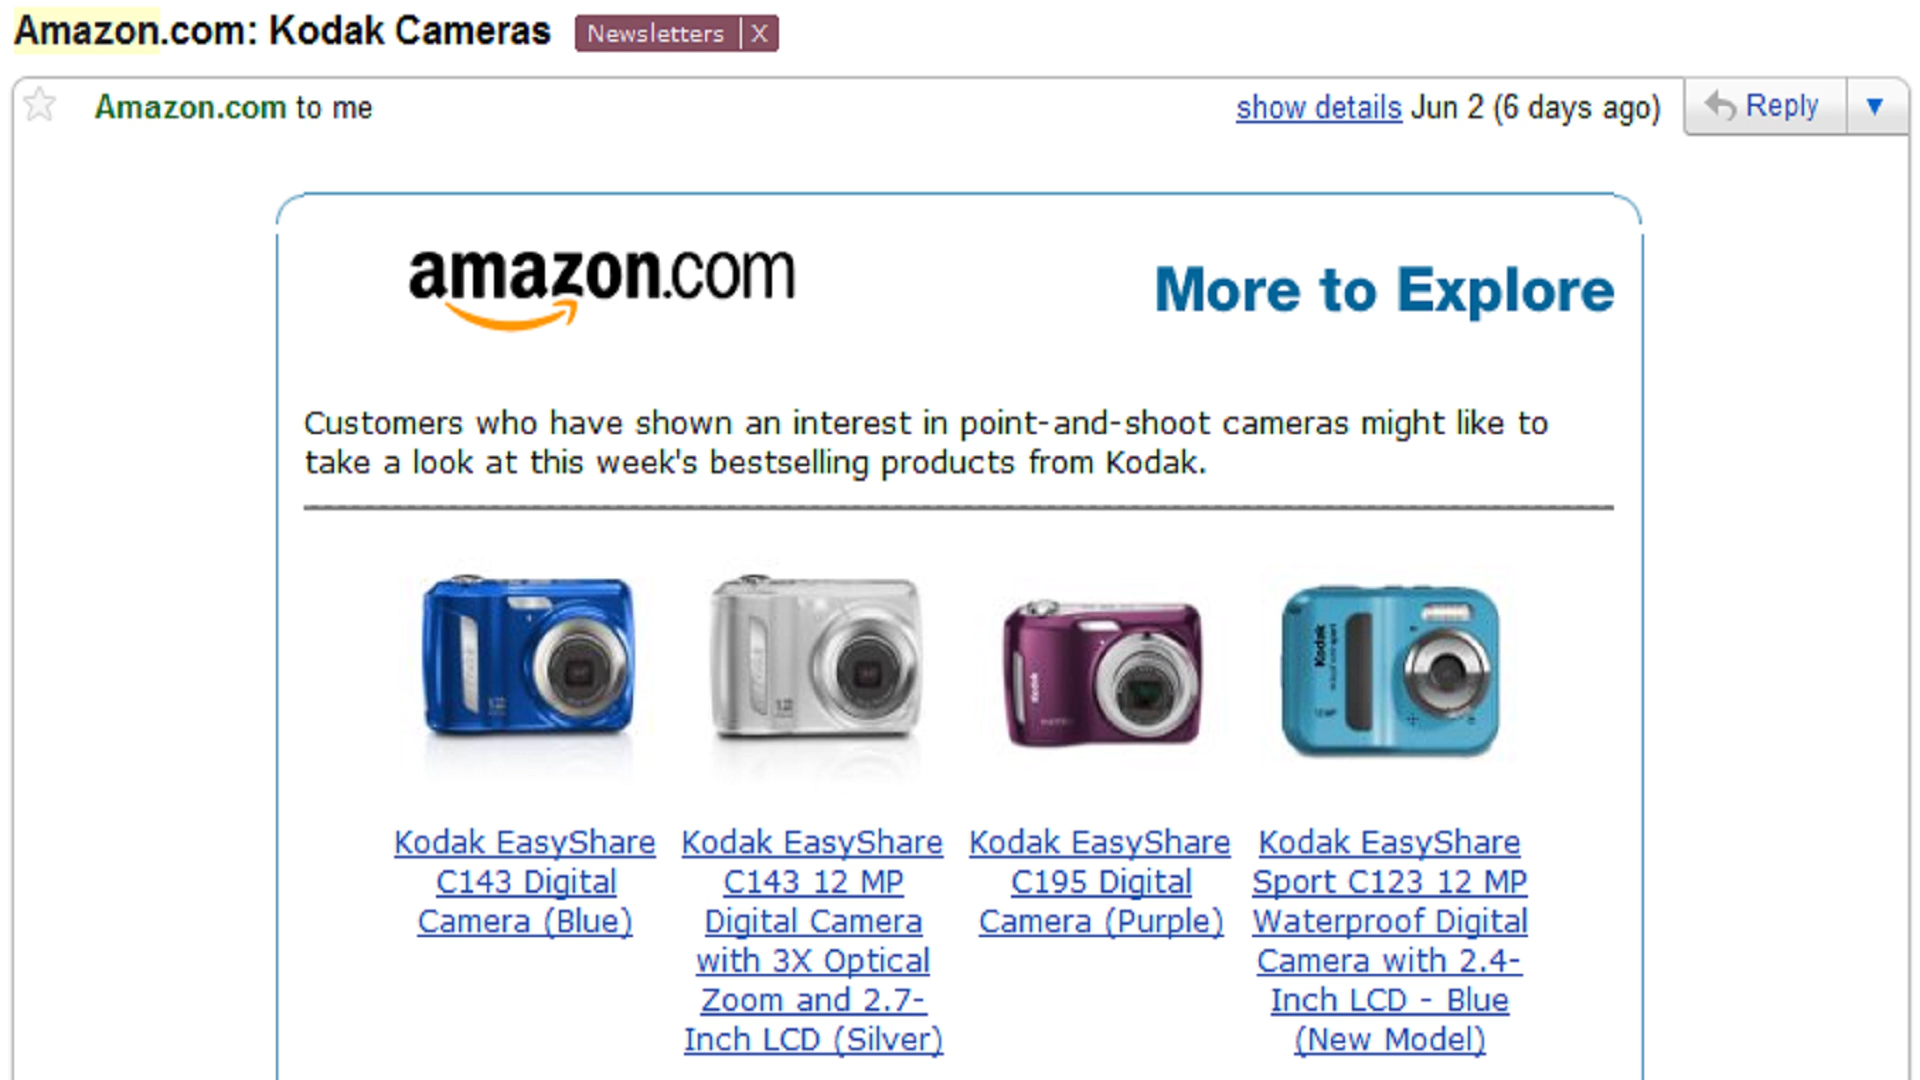 Amazon.com: Kodak Cameras Newsletters X
Amazon.com to me show details Jun 2 (6 days ago) Reply
amazon.com More to Explore
Customers who have shown an interest in point-and-shoot cameras might like to
take a look at this week's bestselling products from Kodak.
Kodak
Kodak
Kodak EasyShare
C143 Digital
Camera (Blue)
Kodak EasyShare
C143 12 MP
Digital Camera
with 3X Optical
Zoom and 2.7-
Inch LCD (Silver)
Kodak EasyShare
C195 Digital
Camera (Purple)
Kodak EasyShare
Sport C123 12 MP
Waterproof Digital
Camera with 2.4-
Inch LCD - Blue
(New Model)